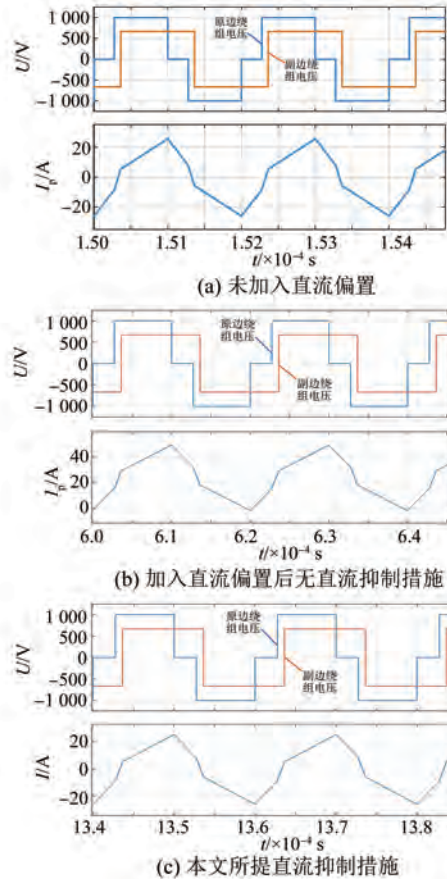 1 000
500
0
-500
-1 000
U/V
原边绕
组电压
副边绕
组电压
20
0
-20
I_p/A
1.50 1.51 1.52 1.53 1.54
t/×10⁻⁴ s
(a) 未加入直流偏置
1 000
500
0
-500
-1 000
U/V
原边绕
组电压
副边绕
组电压
40
20
0
I_p/A
6.0 6.1 6.2 6.3 6.4
t/×10⁻⁴ s
(b) 加入直流偏置后无直流抑制措施
1 000
500
0
-500
-1 000
U/V
原边绕
组电压
副边绕
组电压
20
0
-20
I/A
13.4 13.5 13.6 13.7 13.8
t/×10⁻⁴ s
(c) 本文所提直流抑制措施